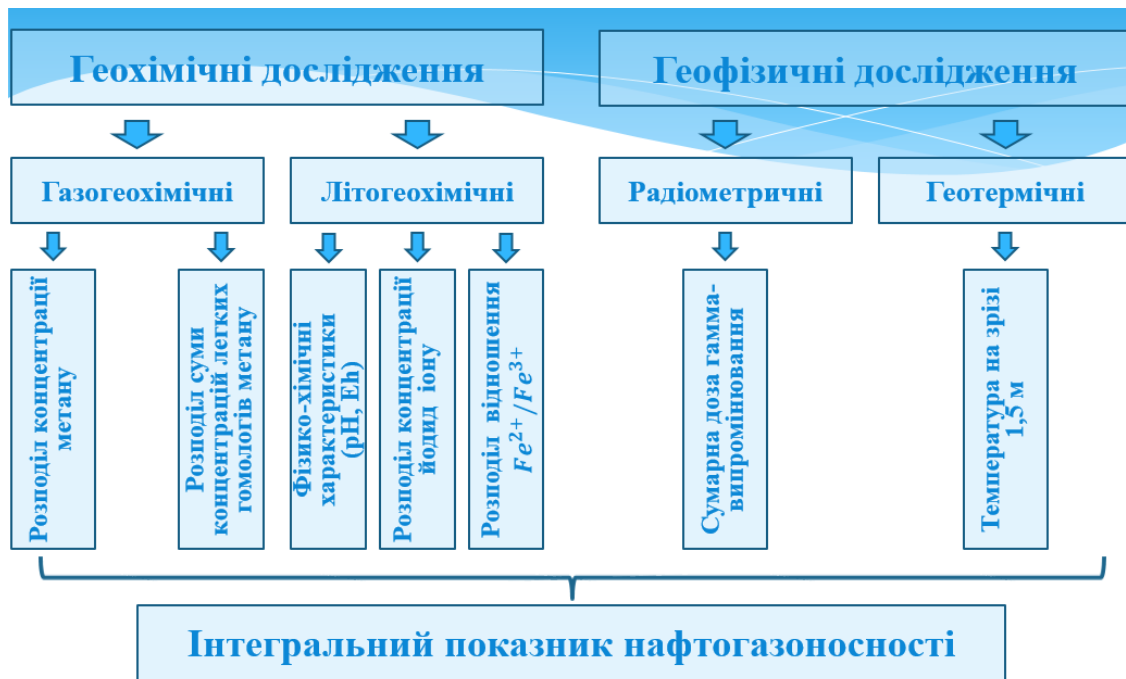 Геохімічні дослідження
Геофізичні дослідження
Газогеохімічні
Літогеохімічні
Радіометричні
Геотермічні
Розподіл концентрації
метану
Розподіл суми
концентрацій легких
гомологів метану
Фізико-хімічні
характеристики
(pH, Eh)
Розподіл концентрації
йодид іону
Розподіл відношення
Fe²⁺/Fe³⁺
Сумарна доза гамма-
випромінювання
Температура на зрізі
1,5 м
Інтегральний показник нафтогазоносності